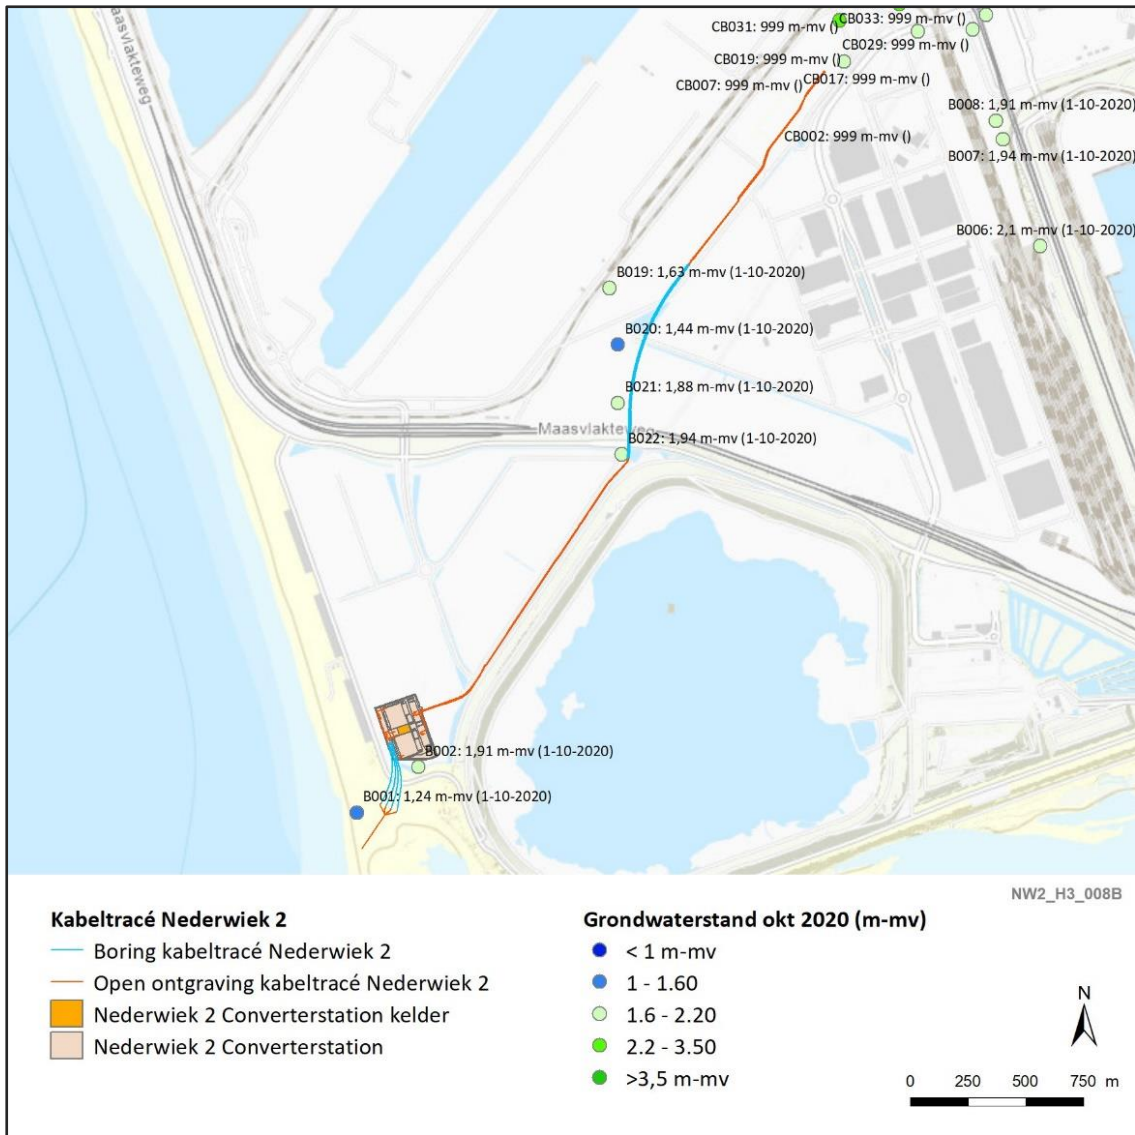 Maasvlakteweg
CB031: 999 m-mv ()
CB033: 999 m-mv ()
CB029: 999 m-mv ()
CB019: 999 m-mv ()
CB017: 999 m-mv ()
CB007: 999 m-mv ()
B008: 1,91 m-mv (1-10-2020)
CB002: 999 m-mv ()
B007: 1,94 m-mv (1-10-2020)
B006: 2,1 m-mv (1-10-2020)
B019: 1,63 m-mv (1-10-2020)
B020: 1,44 m-mv (1-10-2020)
B021: 1,88 m-mv (1-10-2020)
Maasvlakteweg
B022: 1,94 m-mv (1-10-2020)
B002: 1,91 m-mv (1-10-2020)
B001: 1,24 m-mv (1-10-2020)
NW2_H3_008B
Kabeltracé Nederwiek 2
Boring kabeltracé Nederwiek 2
Open ontgraving kabeltracé Nederwiek 2
Nederwiek 2 Converterstation kelder
Nederwiek 2 Converterstation
Grondwaterstand okt 2020 (m-mv)
< 1 m-mv
1 - 1.60
1.6 - 2.20
2.2 - 3.50
>3,5 m-mv
N
0 250 500 750 m